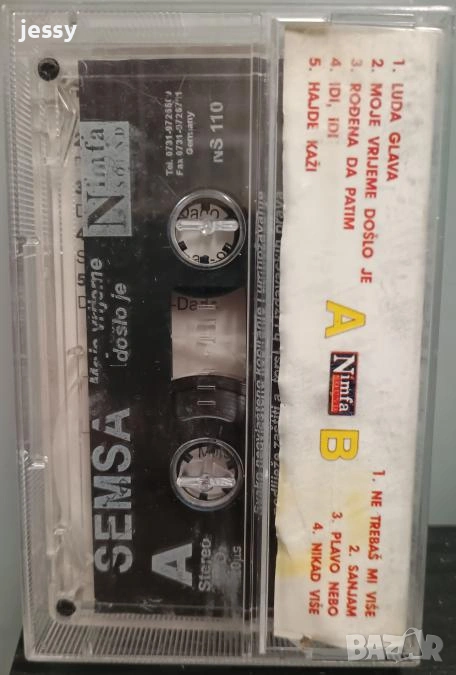 jessy
SEMSA
Moje vrijeme
došlo je
Nimfa
SOUND
A
Stereo
Germany
NS 110
1. LUDA GLAVA
2. MOJE VRIJEME DOŠLO JE
3. ROĐENA DA PATIM
4. IDI, IDI
5. HAJDE KAŽI
A
Nimfa
B
1. NE TREBAŠ MI VIŠE
2. SANJAM
3. PLAVO NEBO
4. NIKAD VIŠE
BAZAR